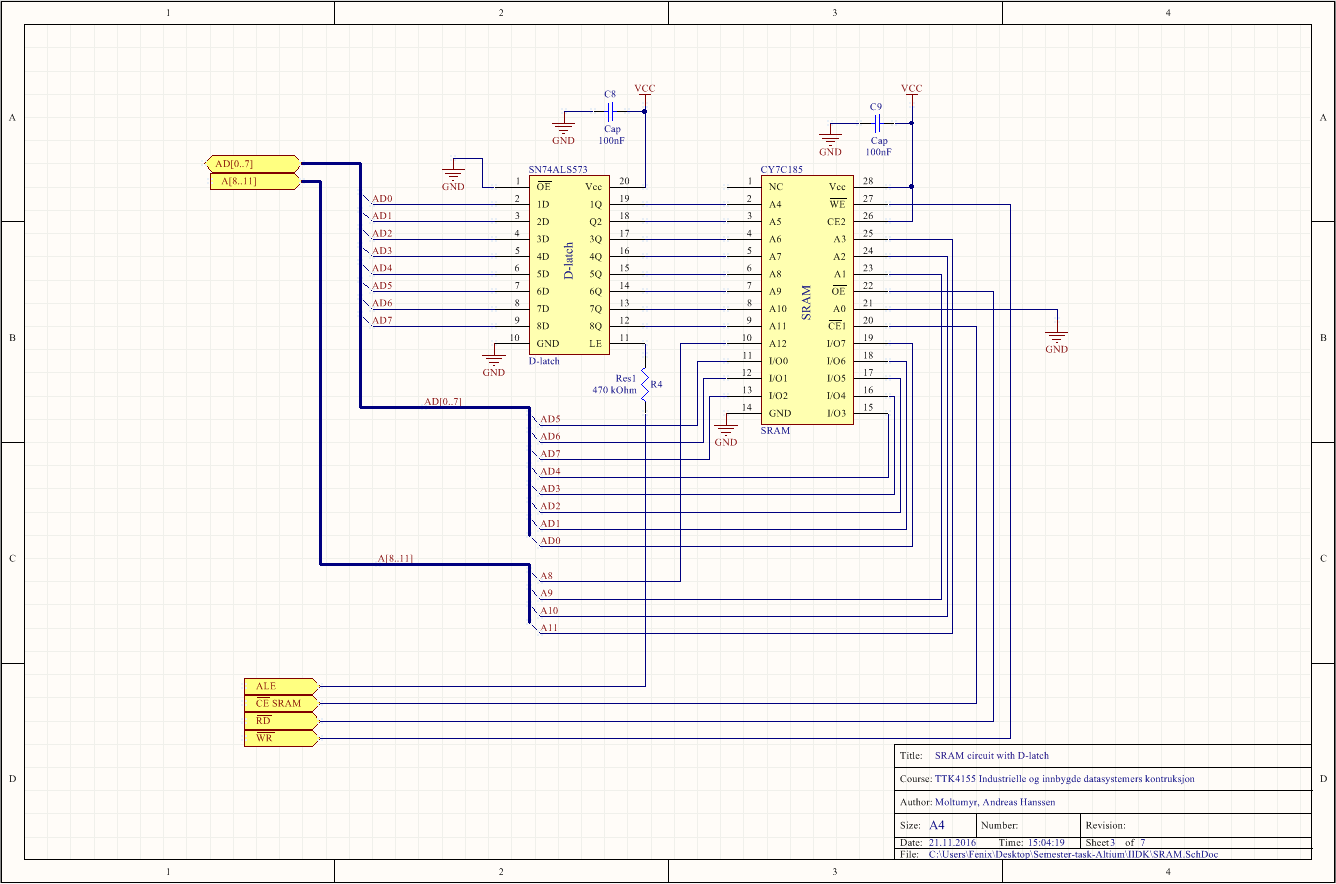 1 2 3 4
A A
B B
C C
D D
1 2 3 4
AD[0..7]
A[8..11]
C8
VCC
Cap
100nF
GND
C9
VCC
Cap
100nF
GND
GND
SN74ALS573
1 OE Vcc 20
2 1D 1Q 19
3 2D Q2 18
4 3D 3Q 17
5 4D 4Q 16
6 5D 5Q 15
7 6D 6Q 14
8 7D 7Q 13
9 8D 8Q 12
10 GND LE 11
D-latch
D-latch
GND
AD0
AD1
AD2
AD3
AD4
AD5
AD6
AD7
Res1
470 kOhm
R4
CY7C185
1 NC Vcc 28
2 A4 WE 27
3 A5 CE2 26
4 A6 A3 25
5 A7 A2 24
6 A8 A1 23
7 A9 OE 22
8 A10 A0 21
9 A11 CE1 20
10 A12 I/O7 19
11 I/O0 I/O6 18
12 I/O1 I/O5 17
13 I/O2 I/O4 16
14 GND I/O3 15
SRAM
SRAM
GND
GND
AD[0..7]
AD5
AD6
AD7
AD4
AD3
AD2
AD1
AD0
A[8..11]
A8
A9
A10
A11
ALE
CE SRAM
RD
WR
Title: SRAM circuit with D-latch
Course: TTK4155 Industrielle og innbygde datasystemers kontruksjon
Author: Moltumyr, Andreas Hanssen
Size: A4 Number: Revision:
Date: 21.11.2016 Time: 15:04:19 Sheet3 of 7
File: C:\Users\Fenix\Desktop\Semester-task-Altium\IIDK\SRAM.SchDoc